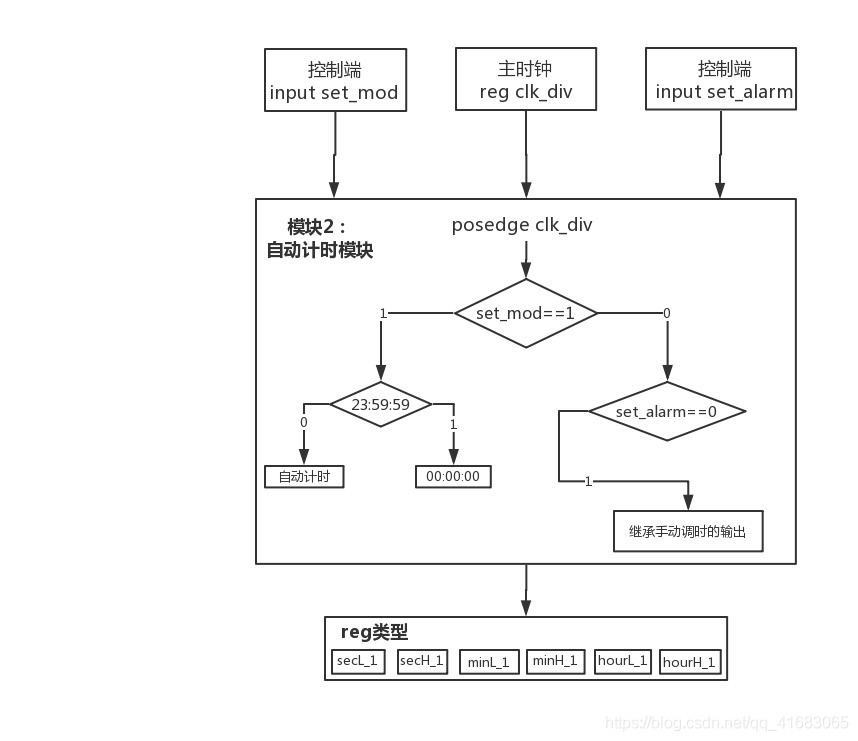 控制端
input set_mod
主时钟
reg clk_div
控制端
input set_alarm
模块2：
自动计时模块
posedge clk_div
set_mod==1
1
0
23:59:59
set_alarm==0
0
1
自动计时
00:00:00
1
继承手动调时的输出
reg类型
secL_1
secH_1
minL_1
minH_1
hourL_1
hourH_1
https://blog.csdn.net/qq_41683065